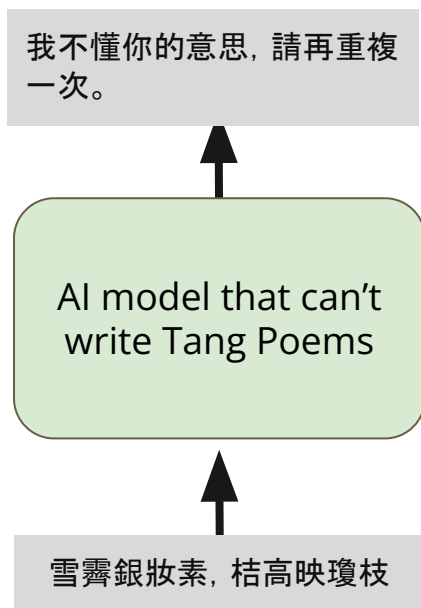 我不懂你的意思, 請再重複
一次。
AI model that can’t
write Tang Poems
雪霽銀妝素, 桔高映瓊枝